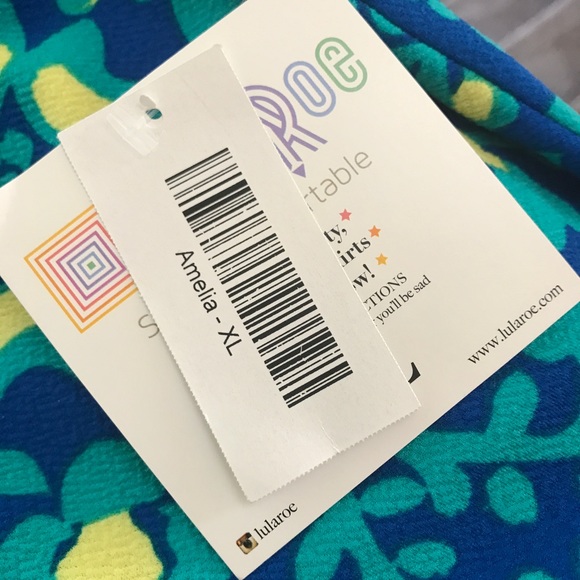 Roe
rtable
ty,
irts
w!
CTIONS
you'll be sad
L
S
Amelia - XL
www.lularoe.com
lularoe